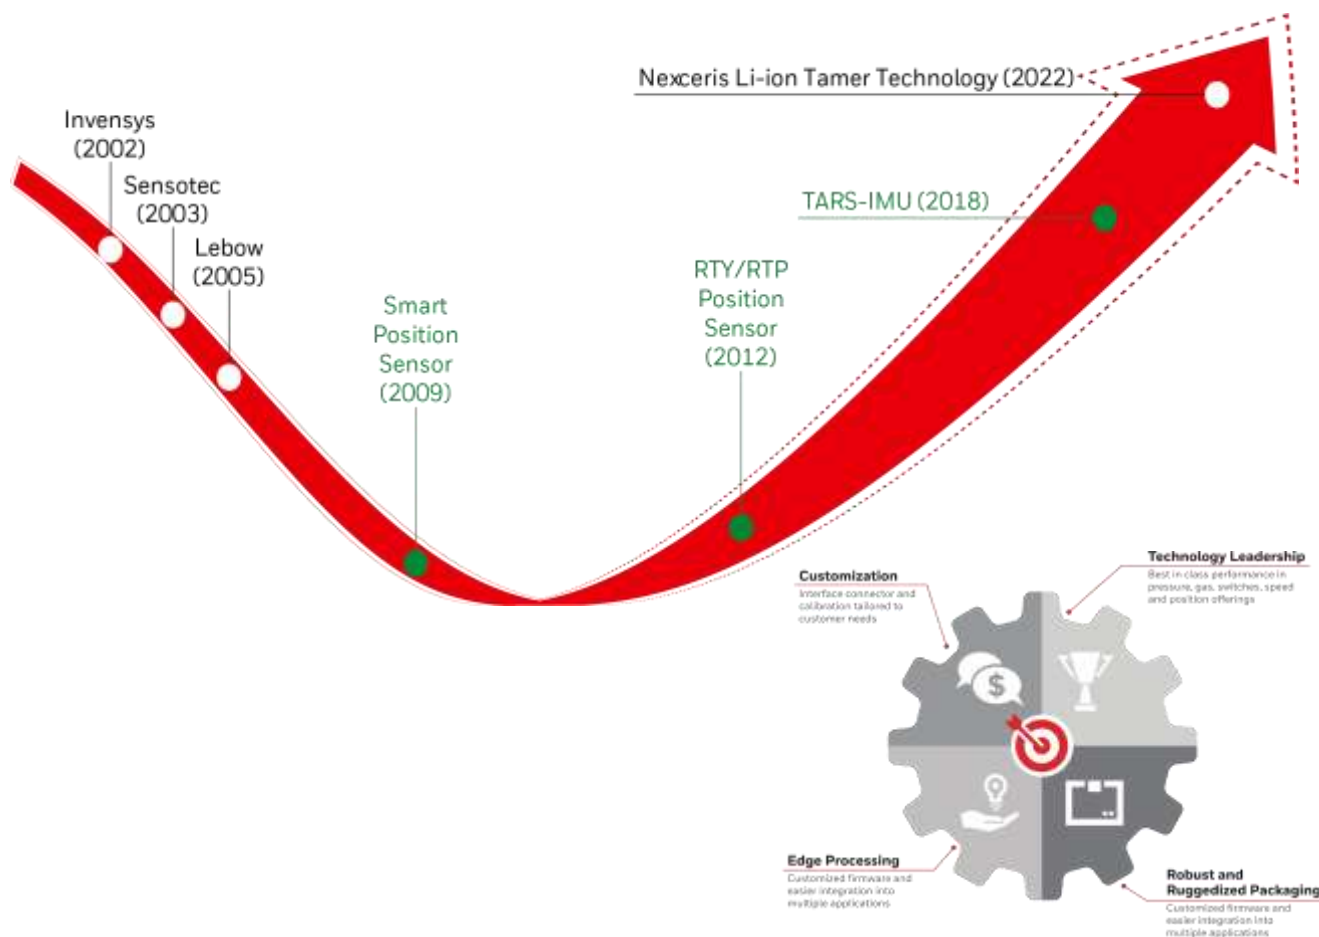 Nexceris Li-ion Tamer Technology (2022)
Invensys
(2002)
Sensotec
(2003)
Lebow
(2005)
TARS-IMU (2018)
RTY/RTP
Position
Sensor
(2012)
Smart
Position
Sensor
(2009)
Technology Leadership
Best in class performance in
pressure, gas, switches, speed
and position offerings
Customization
Interface connector and
calibration tailored to
customer needs
$
Edge Processing
Customized firmware and
easier integration into
multiple applications
Robust and
Ruggedized Packaging
Customized firmware and
easier integration into
multiple applications